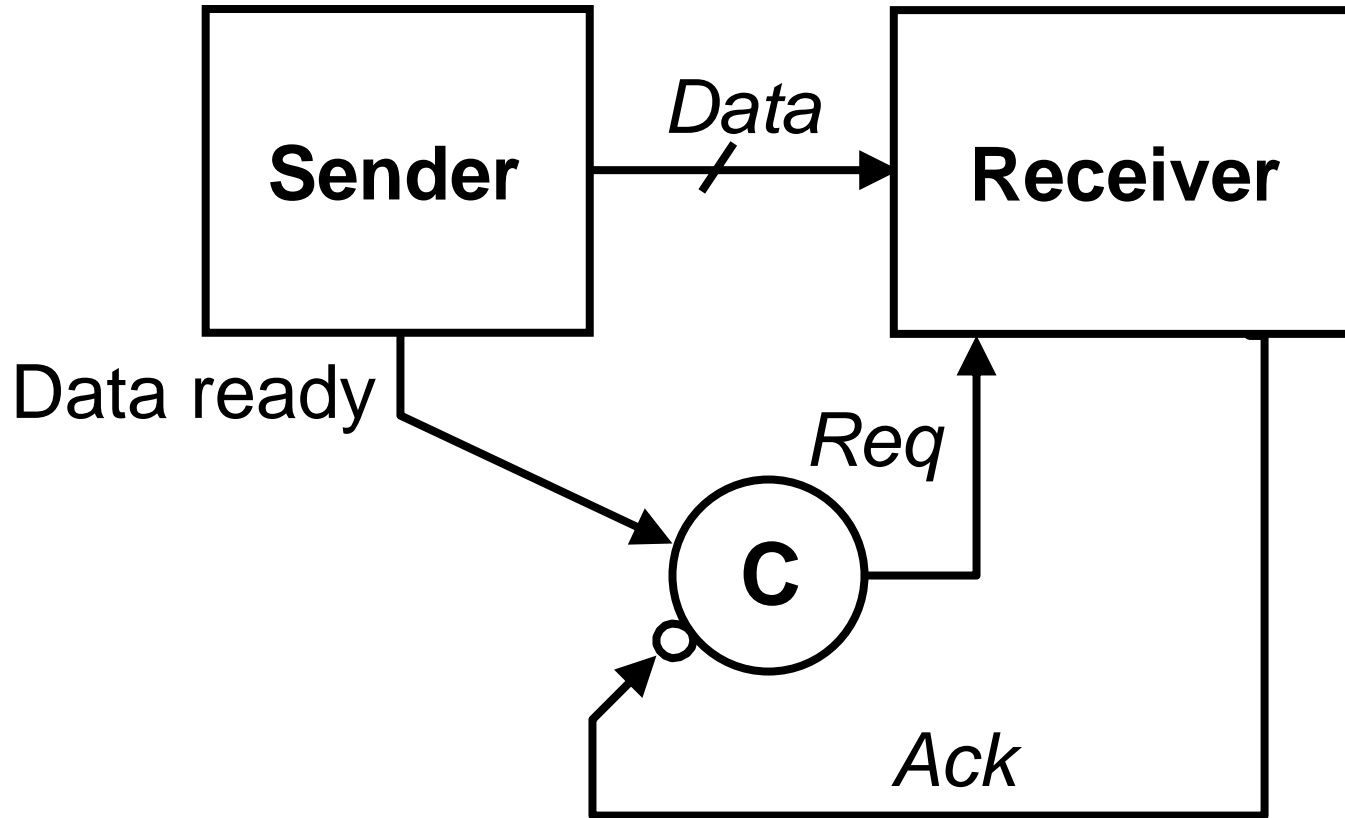 Data
Sender
Receiver
Data ready
Req
C
Ack